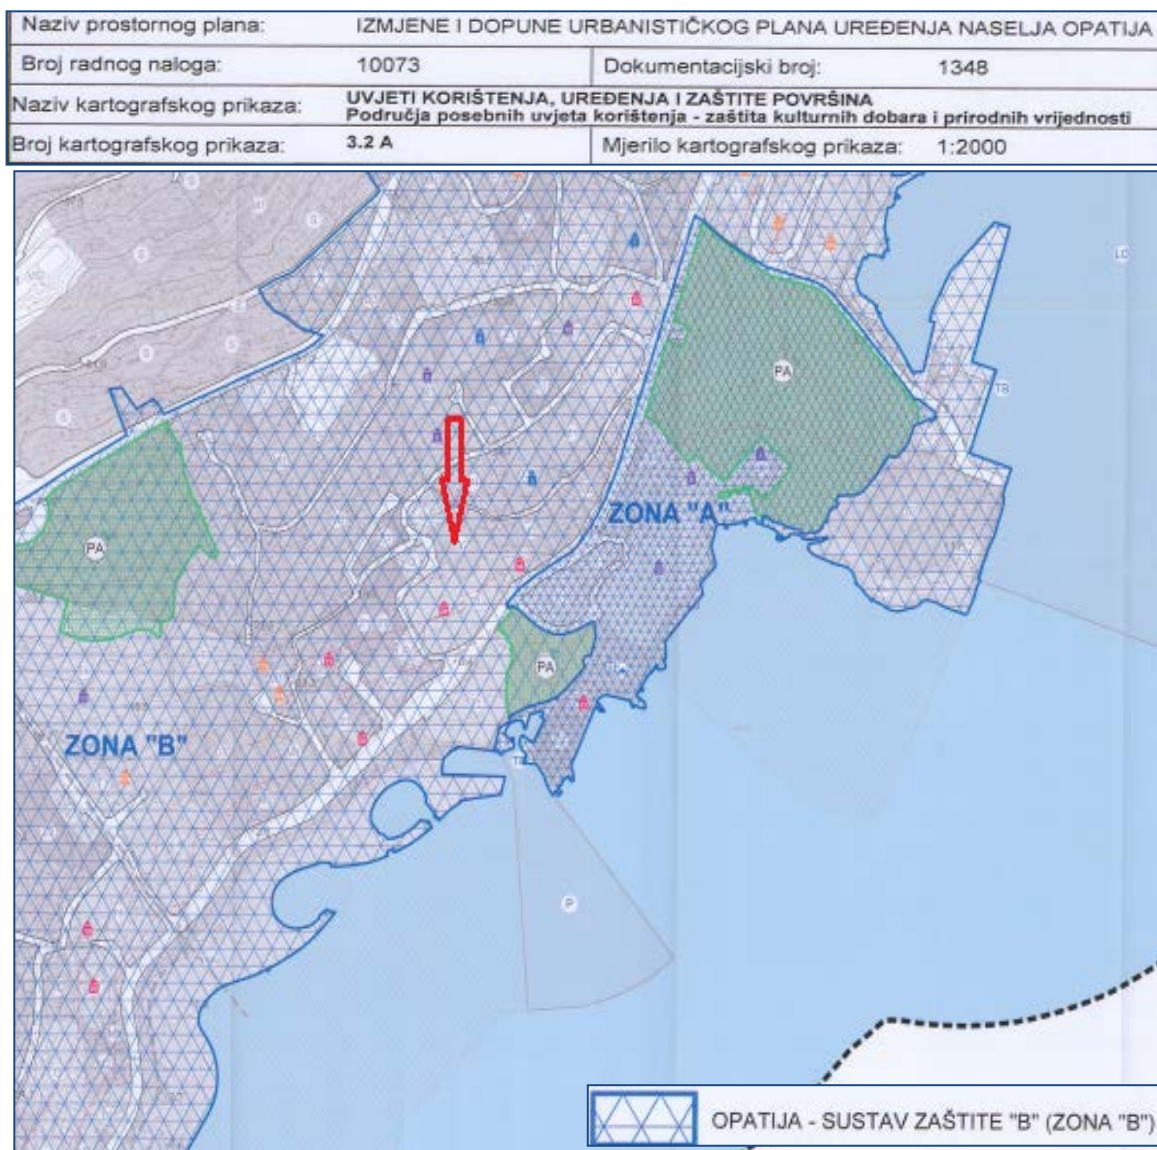 Naziv prostornog plana: IZMJENE I DOPUNE URBANISTIČKOG PLANA UREĐENJA NASELJA OPATIJA
Broj radnog naloga: 10073 Dokumentacijski broj: 1348
Naziv kartografskog prikaza: UVJETI KORIŠTENJA, UREĐENJA I ZAŠTITE POVRŠINA
Područja posebnih uvjeta korištenja - zaštita kulturnih dobara i prirodnih vrijednosti
Broj kartografskog prikaza: 3.2 A Mjerilo kartografskog prikaza: 1:2000
LD
PA
TB
ZONA "A"
PA
PA
ZONA "B"
P
OPATIJA - SUSTAV ZAŠTITE "B" (ZONA "B")